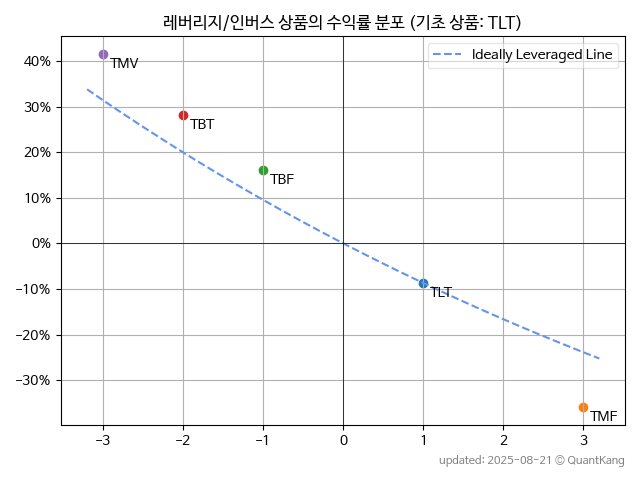 레버리지/인버스 상품의 수익률 분포 (기초 상품: TLT)
Ideally Leveraged Line
40%
30%
20%
10%
0%
−10%
−20%
−30%
TMV
TBT
TBF
TLT
TMF
−3
−2
−1
0
1
2
3
updated: 2025-08-21 © QuantKang